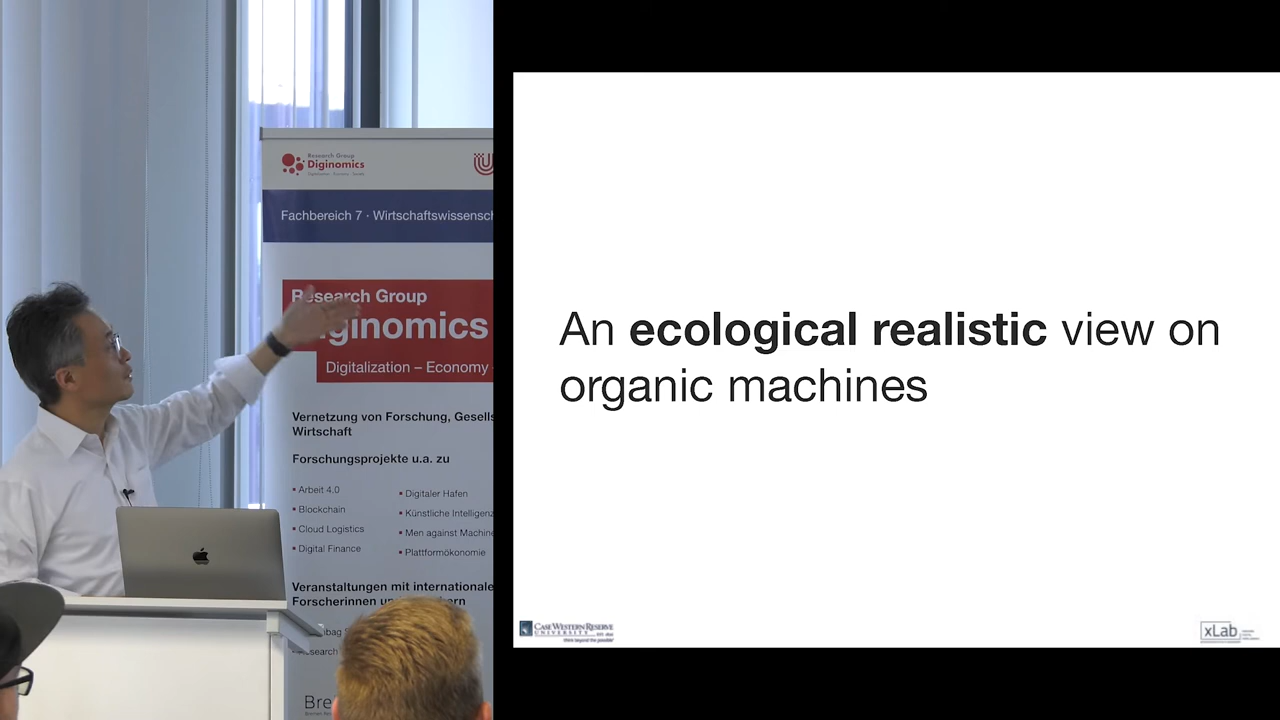 Research Group
Diginomics
Fachbereich 7 · Wirtschaftswissensch
Research Group
iginomics
Digitalization – Economy
Vernetzung von Forschung, Gesells
Wirtschaft
Forschungsprojekte u.a. zu
▪ Arbeit 4.0
▪ Blockchain
▪ Cloud Logistics
▪ Digital Finance
▪ Digitaler Hafen
▪ Künstliche Intelligenz
▪ Men against Machine
▪ Plattformökonomie
Veranstaltungen mit internationale
Forscherinnen u
Bre
An ecological realistic view on
organic machines
CASE WESTERN RESERVE
UNIVERSITY
think beyond the possible
xLab